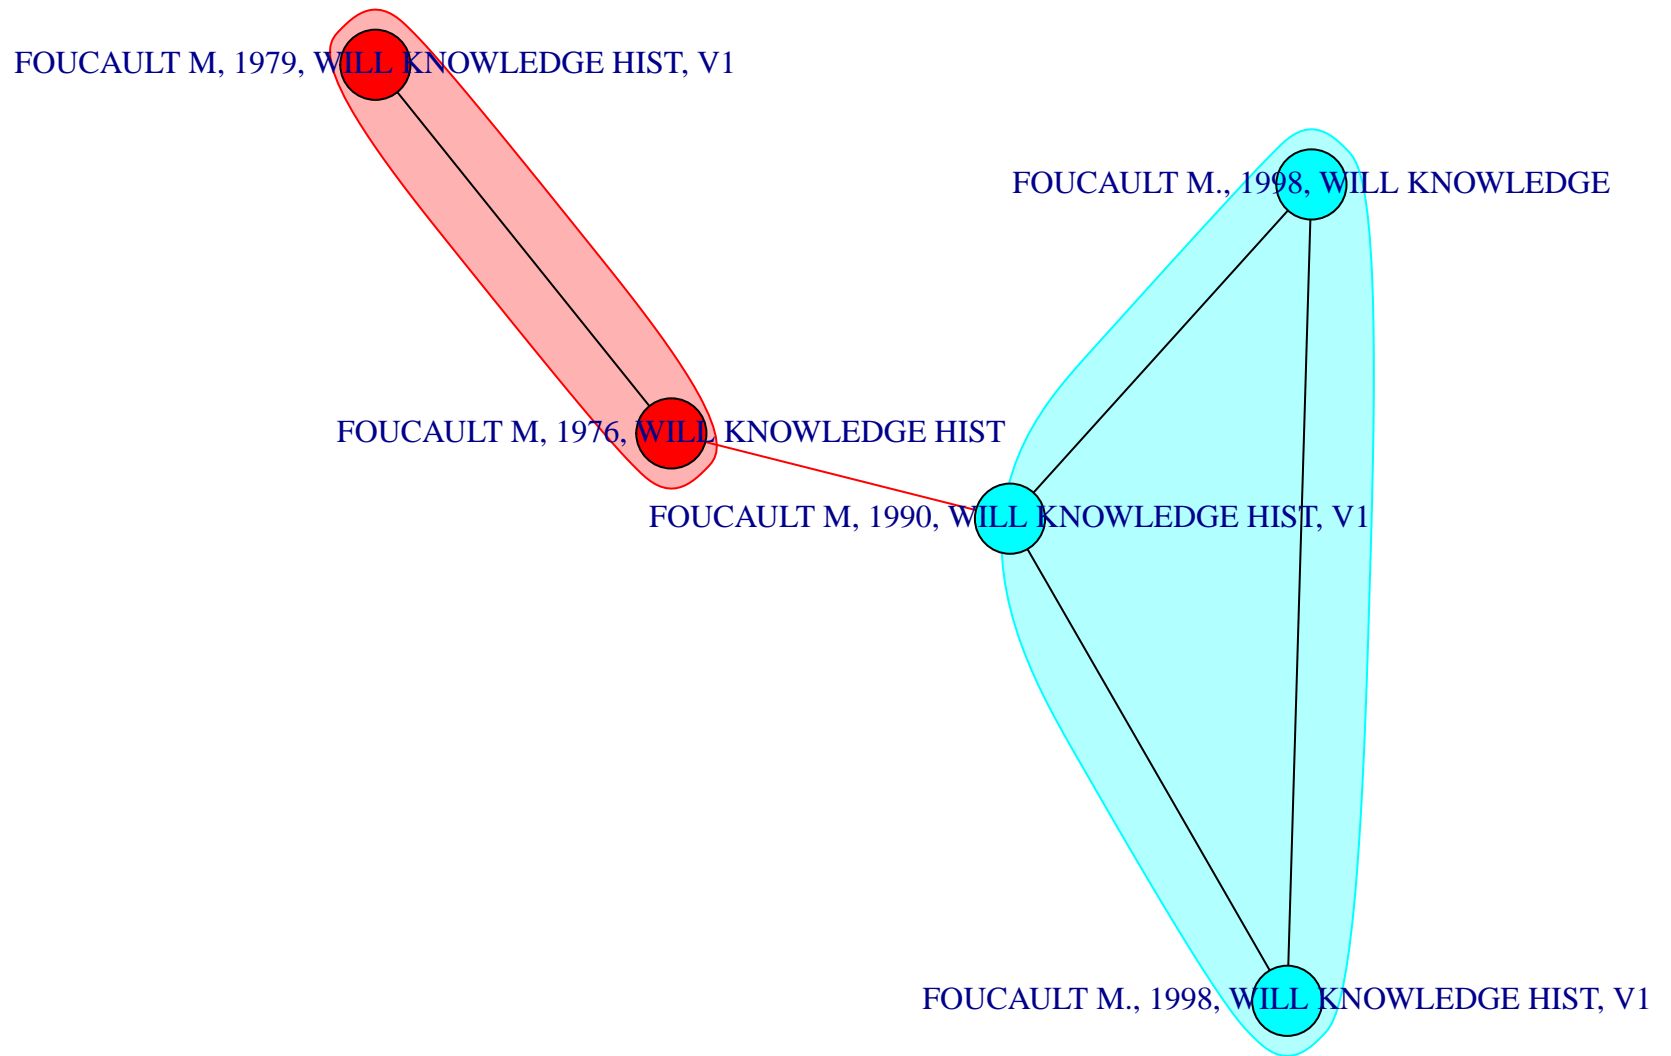 FOUCAULT M, 1979, WILL KNOWLEDGE HIST, V1
FOUCAULT M., 1998, WILL KNOWLEDGE
FOUCAULT M, 1976, WILL KNOWLEDGE HIST
FOUCAULT M, 1990, WILL KNOWLEDGE HIST, V1
FOUCAULT M., 1998, WILL KNOWLEDGE HIST, V1